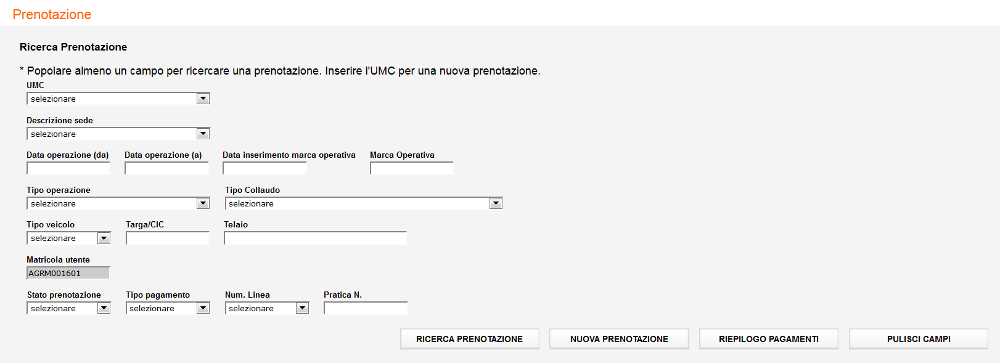 Prenotazione
Ricerca Prenotazione
* Popolare almeno un campo per ricercare una prenotazione. Inserire l'UMC per una nuova prenotazione.
UMC
selezionare
Descrizione sede
selezionare
Data operazione (da) Data operazione (a) Data inserimento marca operativa Marca Operativa
Tipo operazione Tipo Collaudo
selezionare selezionare
Tipo veicolo Targa/CIC Telaio
selezionare
Matricola utente
AGRM001601
Stato prenotazione Tipo pagamento Num. Linea Pratica N.
selezionare selezionare selezionare
RICERCA PRENOTAZIONE NUOVA PRENOTAZIONE RIEPILOGO PAGAMENTI PULISCI CAMPI